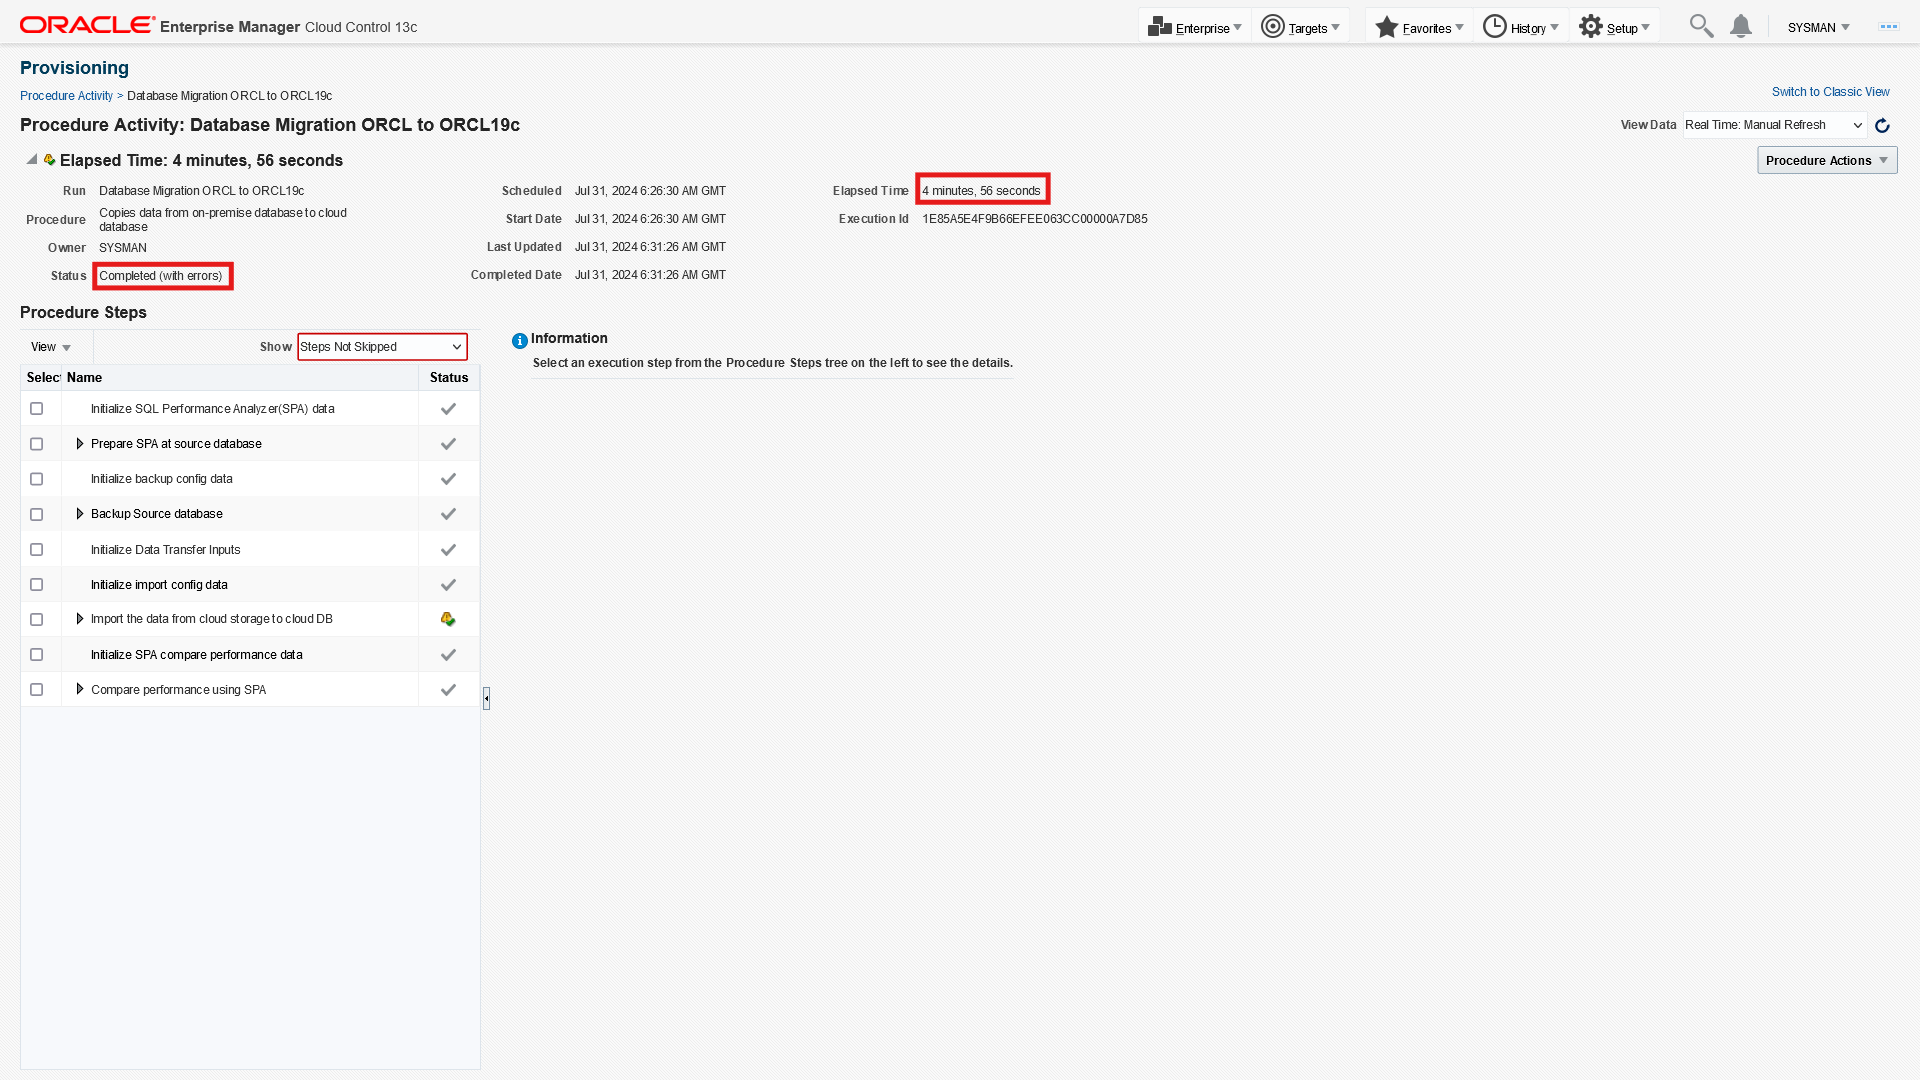 ORACLE Enterprise Manager Cloud Control 13c
Enterprise Targets Favorites History Setup SYSMAN
Provisioning
Procedure Activity > Database Migration ORCL to ORCL19c
Switch to Classic View
Procedure Activity: Database Migration ORCL to ORCL19c
View Data Real Time: Manual Refresh
Elapsed Time: 4 minutes, 56 seconds
Procedure Actions
Run Database Migration ORCL to ORCL19c
Procedure Copies data from on-premise database to cloud
database
Owner SYSMAN
Status Completed (with errors)
Scheduled Jul 31, 2024 6:26:30 AM GMT
Start Date Jul 31, 2024 6:26:30 AM GMT
Last Updated Jul 31, 2024 6:31:26 AM GMT
Completed Date Jul 31, 2024 6:31:26 AM GMT
Elapsed Time 4 minutes, 56 seconds
Execution Id 1E85A5E4F9B66EFEE063CC00000A7D85
Procedure Steps
View Show Steps Not Skipped
Selec Name Status
Initialize SQL Performance Analyzer(SPA) data
Prepare SPA at source database
Initialize backup config data
Backup Source database
Initialize Data Transfer Inputs
Initialize import config data
Import the data from cloud storage to cloud DB
Initialize SPA compare performance data
Compare performance using SPA
Information
Select an execution step from the Procedure Steps tree on the left to see the details.